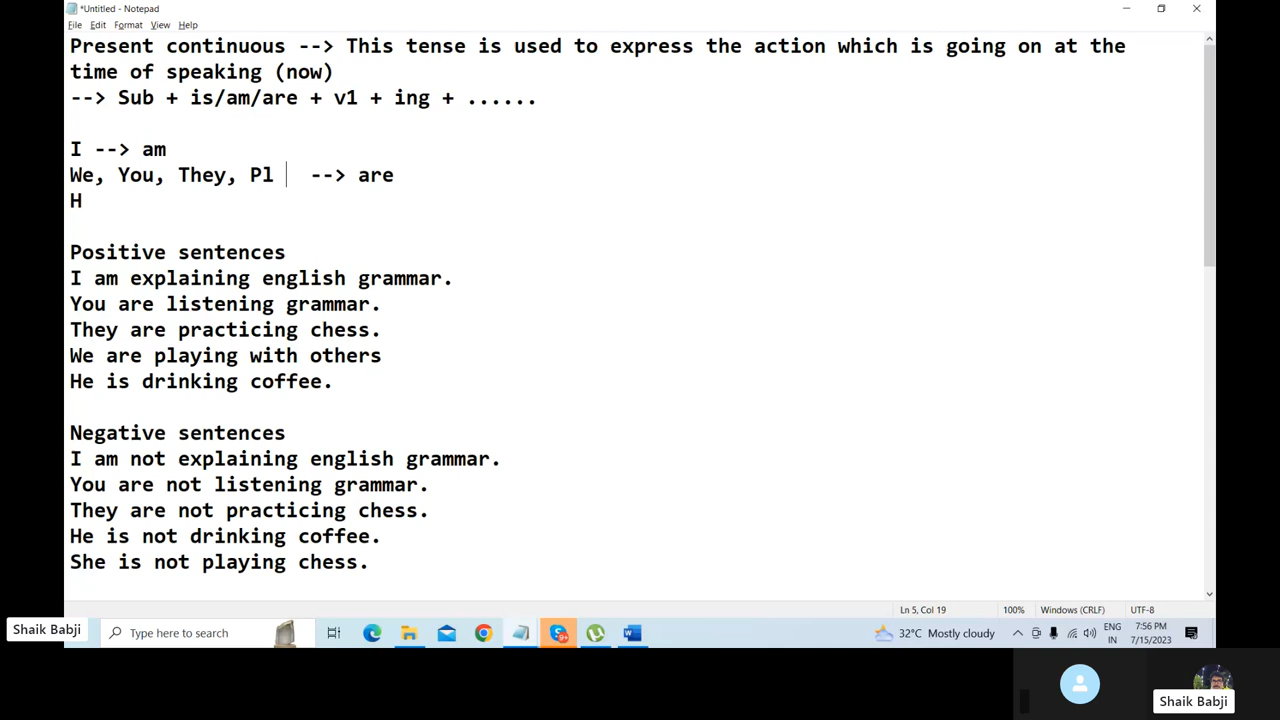 *Untitled - Notepad
File Edit Format View Help
Present continuous --> This tense is used to express the action which is going on at the
time of speaking (now)
--> Sub + is/am/are + v1 + ing + ......
I --> am
We, You, They, Pl --> are
H
Positive sentences
I am explaining english grammar.
You are listening grammar.
They are practicing chess.
We are playing with others
He is drinking coffee.
Negative sentences
I am not explaining english grammar.
You are not listening grammar.
They are not practicing chess.
He is not drinking coffee.
She is not playing chess.
Ln 5, Col 19 100% Windows (CRLF) UTF-8
Shaik Babji
Type here to search
32°C Mostly cloudy
ENG
IN
7:56 PM
7/15/2023
Shaik Babji